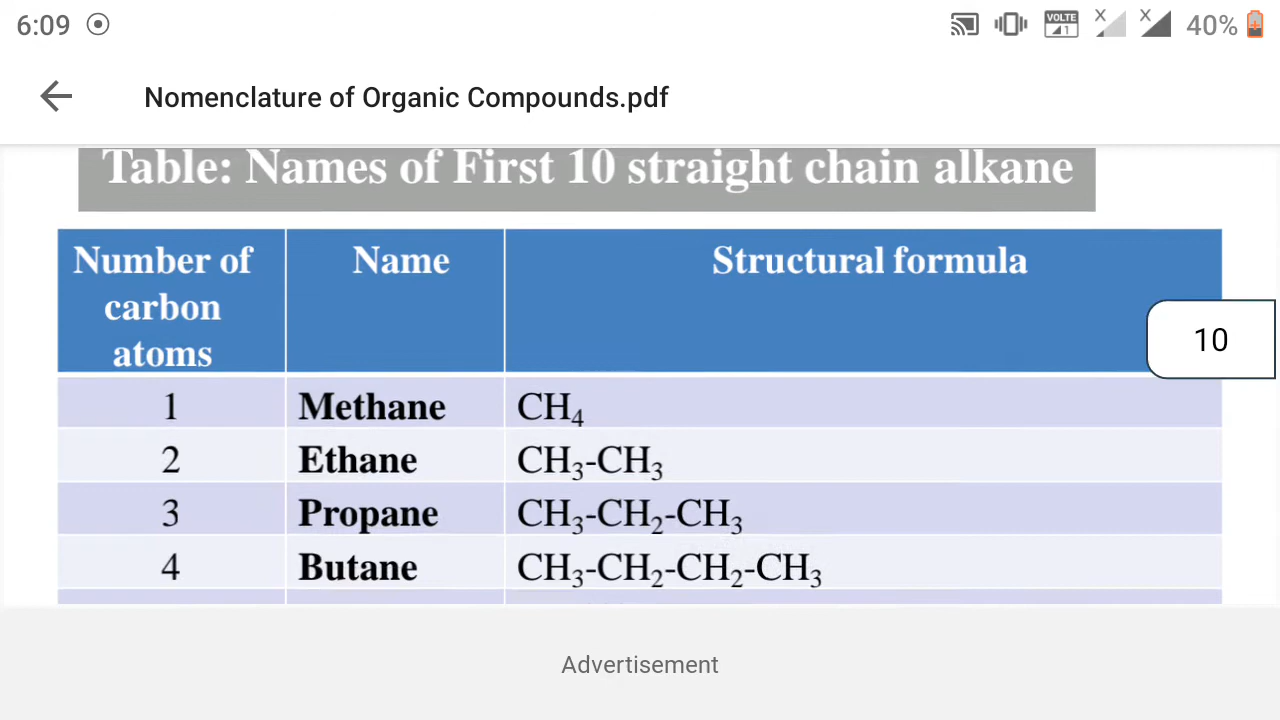 6:09 VOLTE 1 X X 40%
Nomenclature of Organic Compounds.pdf
Table: Names of First 10 straight chain alkane
Number of carbon atoms Name Structural formula
10
1 Methane CH₄
2 Ethane CH₃-CH₃
3 Propane CH₃-CH₂-CH₃
4 Butane CH₃-CH₂-CH₂-CH₃
Advertisement